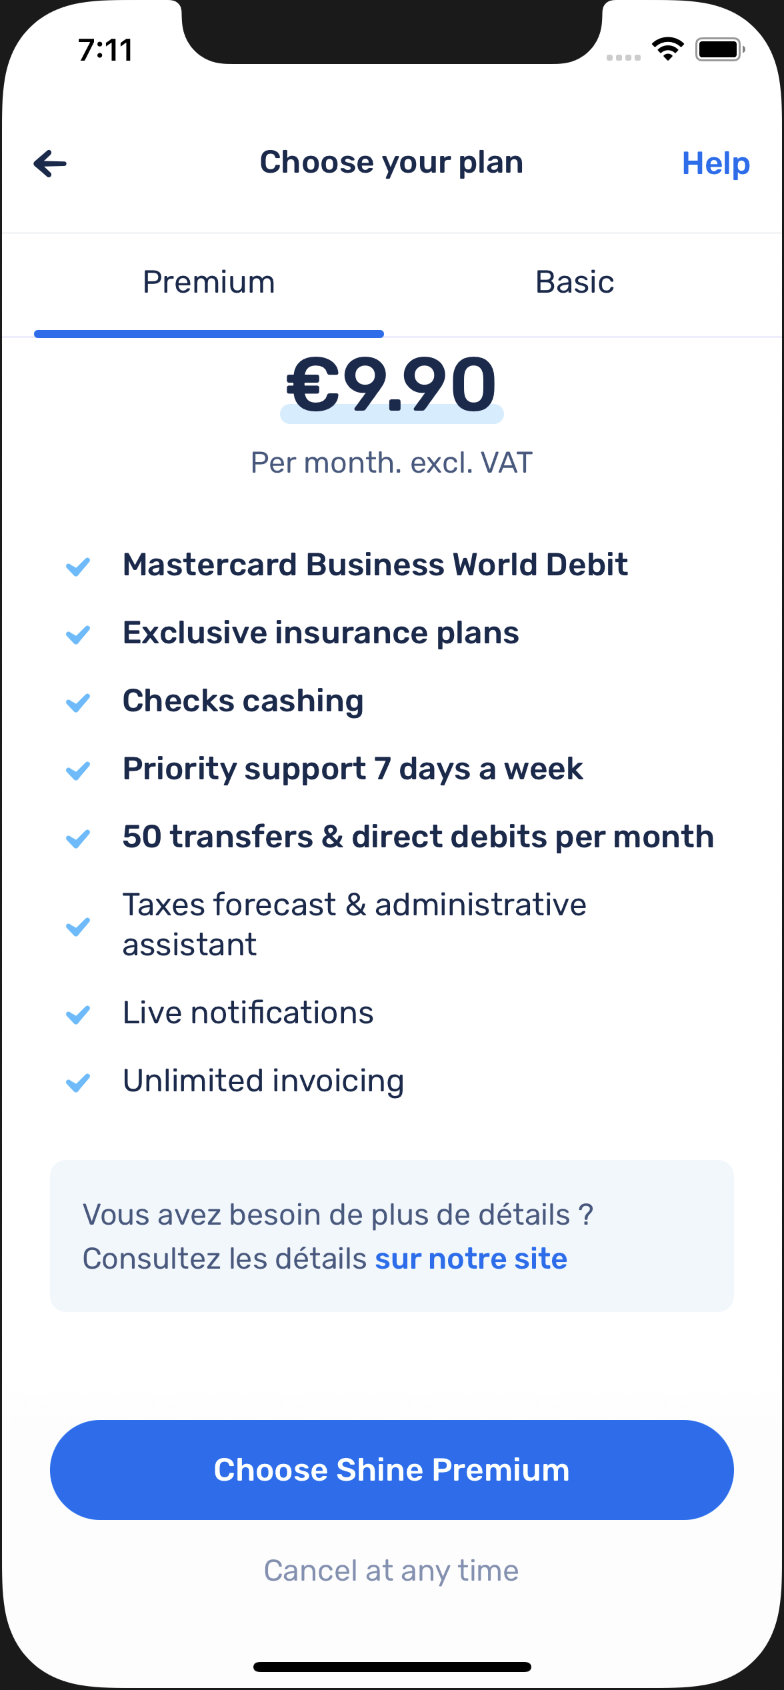 7:11
Choose your plan
Help
Premium
Basic
€9.90
Per month. excl. VAT
Mastercard Business World Debit
Exclusive insurance plans
Checks cashing
Priority support 7 days a week
50 transfers & direct debits per month
Taxes forecast & administrative
assistant
Live notifications
Unlimited invoicing
Vous avez besoin de plus de détails ?
Consultez les détails sur notre site
Choose Shine Premium
Cancel at any time